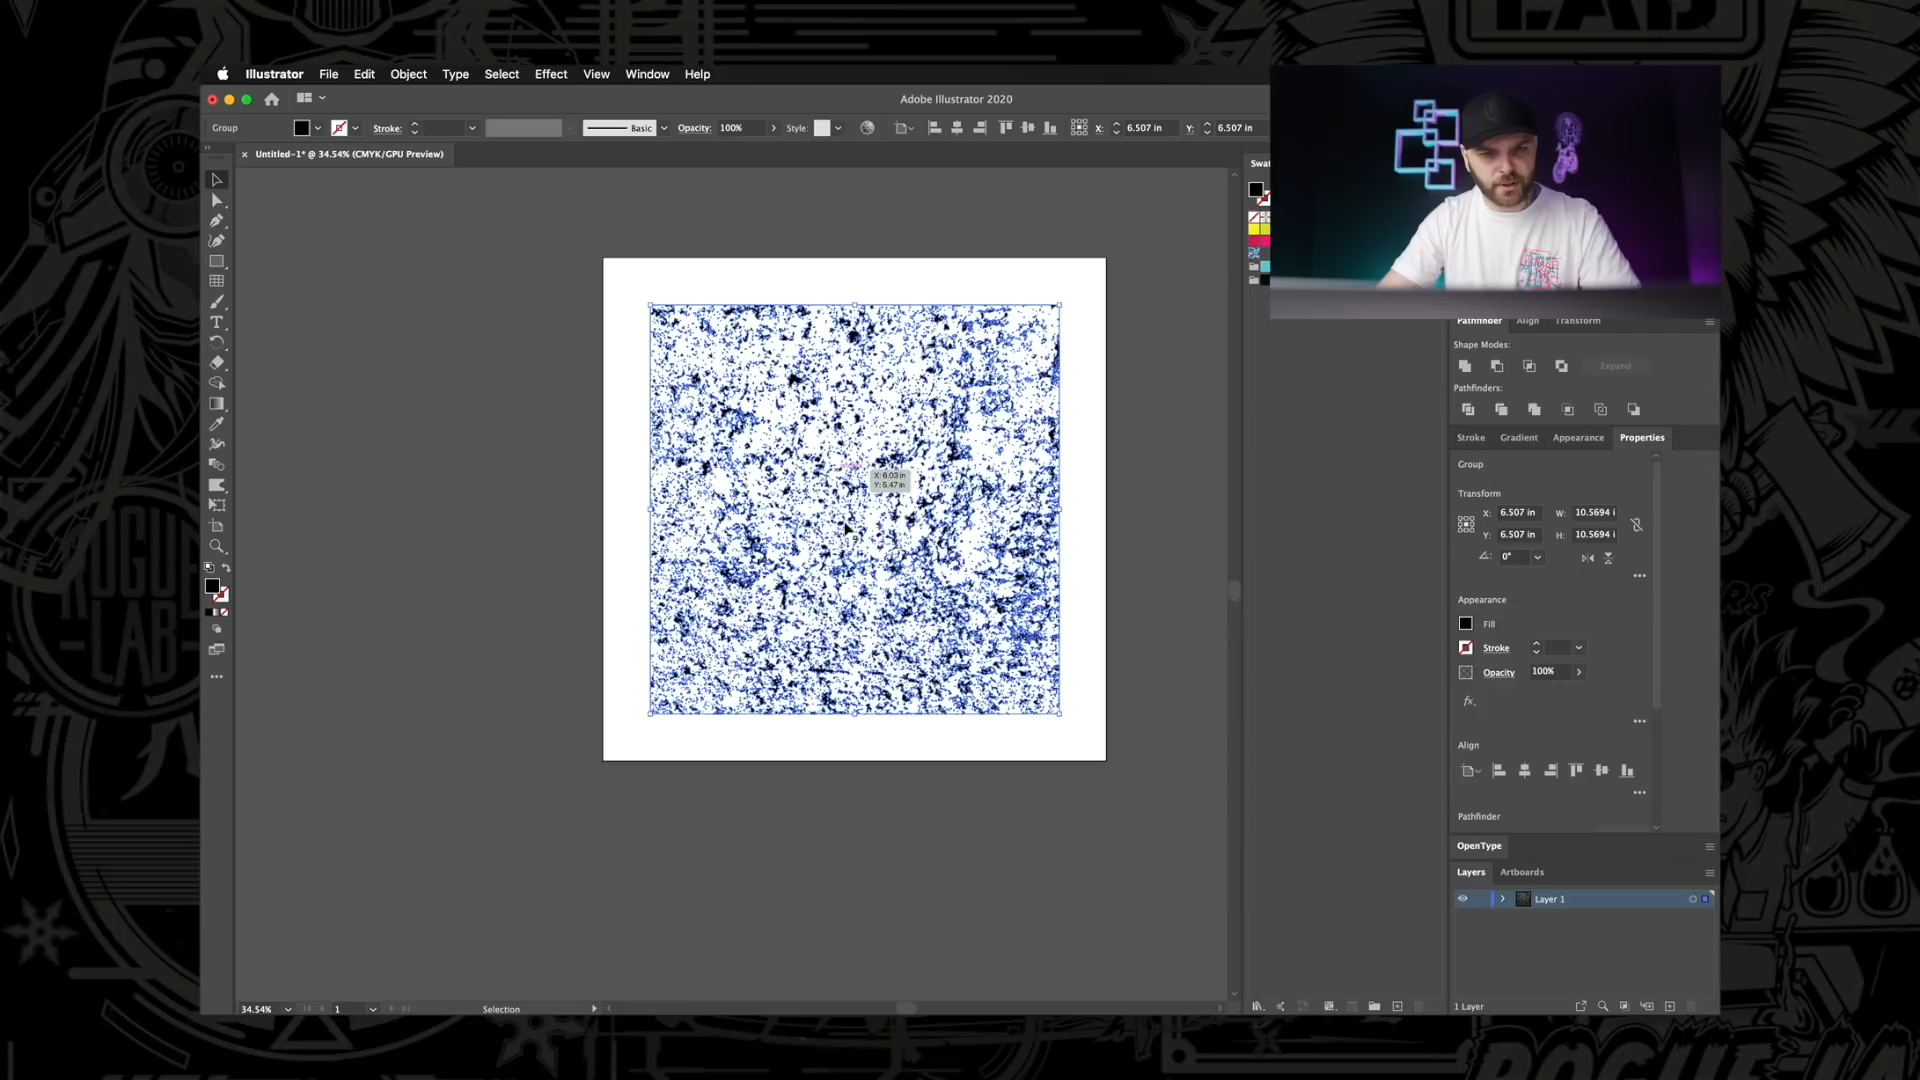 LAB
Illustrator File Edit Object Type Select Effect View Window Help
Adobe Illustrator 2020
Group Stroke: Basic Opacity: 100% Style: X: 6.507 in Y: 6.507 in
× Untitled-1* @ 34.54% (CMYK/GPU Preview)
Swat
Pathfinder Align Transform
Shape Modes:
Expand
Pathfinders:
Stroke Gradient Appearance Properties
Group
X: 6.03 in
Y: 5.47 in
Transform
X: 6.507 in W: 10.5694 i
Y: 6.507 in H: 10.5694 i
0°
Appearance
Fill
Stroke
Opacity 100%
fx.
Align
Pathfinder
OpenType
Layers Artboards
Layer 1
34.54% 1 Selection
1 Layer
LAB
ROGUE LAB